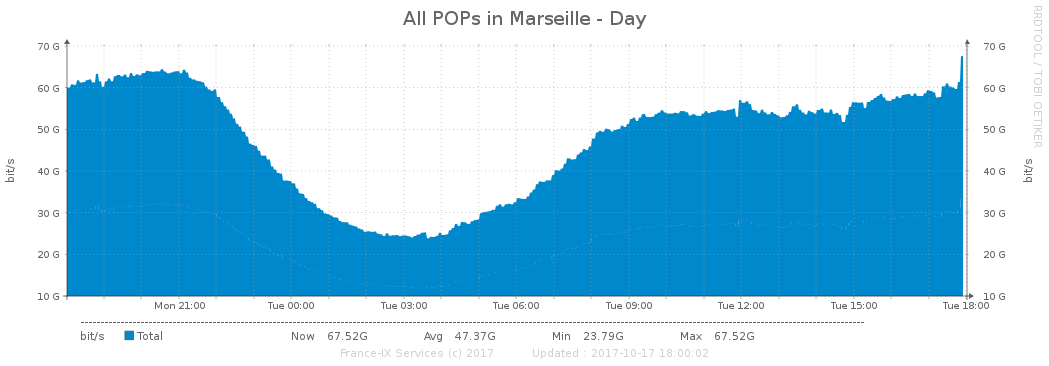 All POPs in Marseille - Day
RRDTOOL / TOBI OETIKER
bit/s
bit/s
70 G 70 G
60 G 60 G
50 G 50 G
40 G 40 G
30 G 30 G
20 G 20 G
10 G 10 G
Mon 21:00 Tue 00:00 Tue 03:00 Tue 06:00 Tue 09:00 Tue 12:00 Tue 15:00 Tue 18:00
bit/s Total Now 67.52G Avg 47.37G Min 23.79G Max 67.52G
France-IX Services (c) 2017 Updated : 2017-10-17 18:00:02